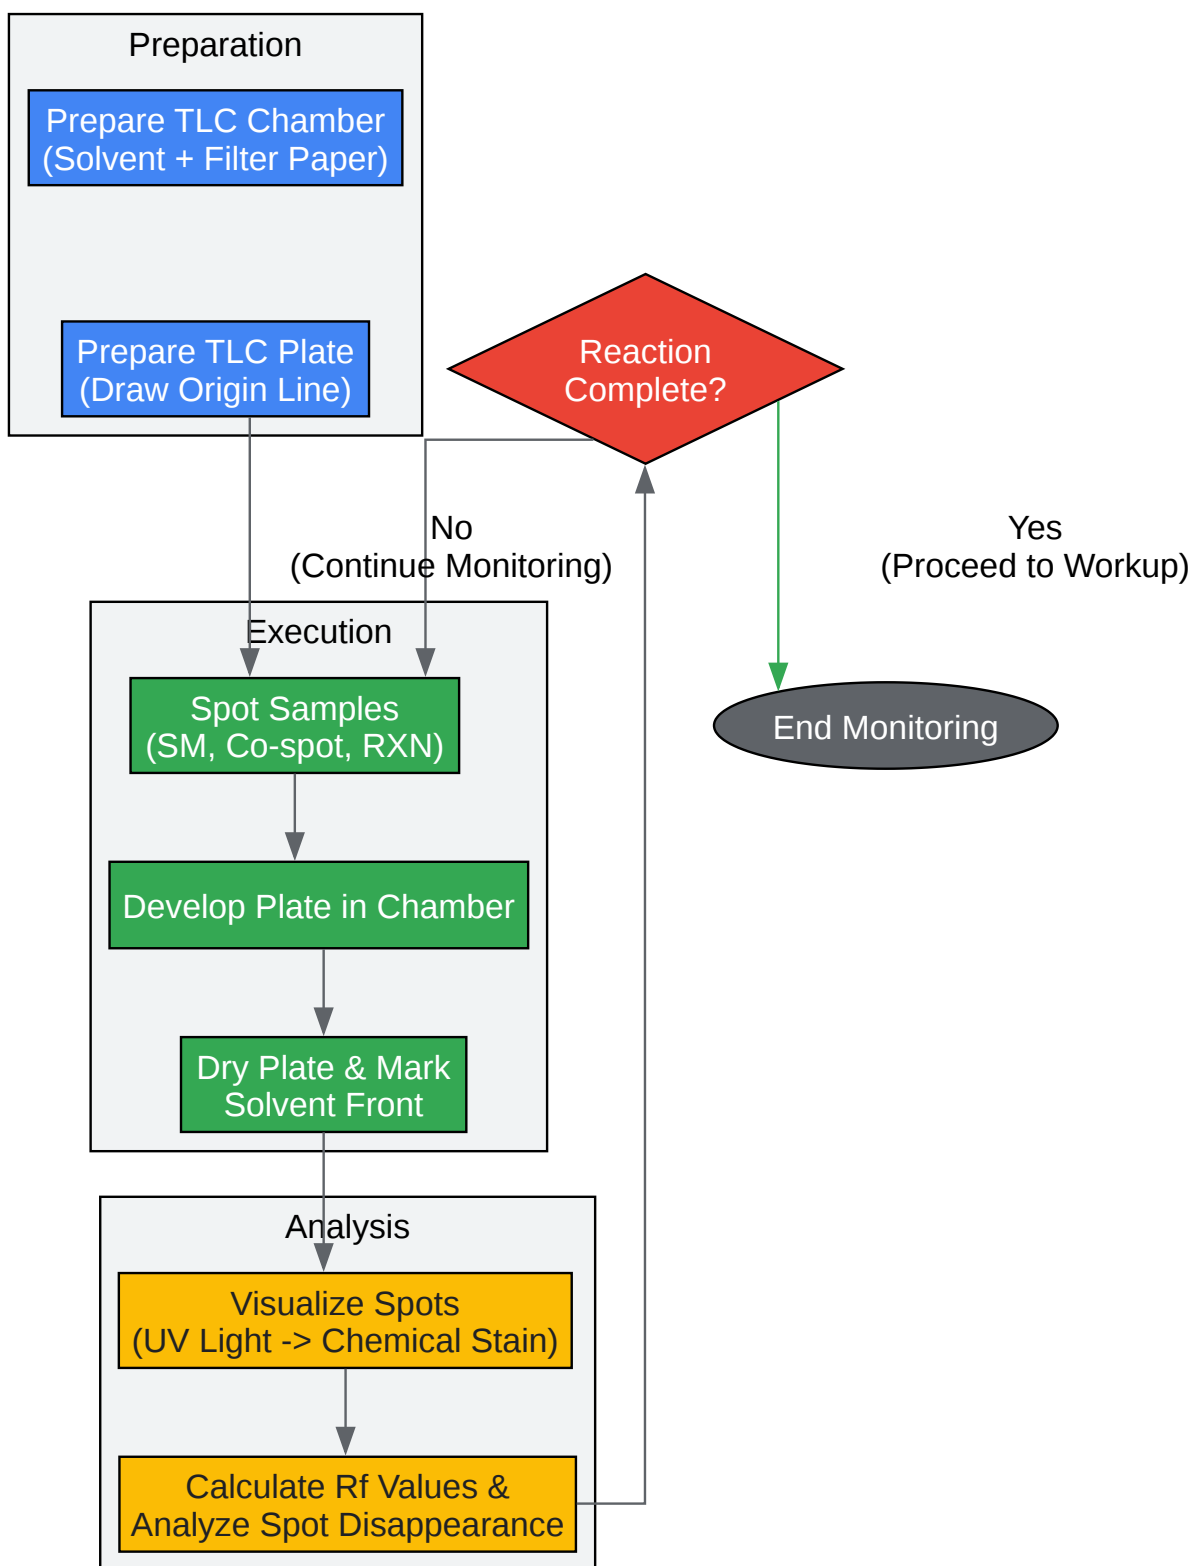 Preparation
Prepare TLC Chamber
(Solvent + Filter Paper)
Prepare TLC Plate
(Draw Origin Line)
Reaction
Complete?
No
(Continue Monitoring)
Yes
(Proceed to Workup)
Execution
Spot Samples
(SM, Co-spot, RXN)
End Monitoring
Develop Plate in Chamber
Dry Plate & Mark
Solvent Front
Analysis
Visualize Spots
(UV Light -> Chemical Stain)
Calculate Rf Values &
Analyze Spot Disappearance